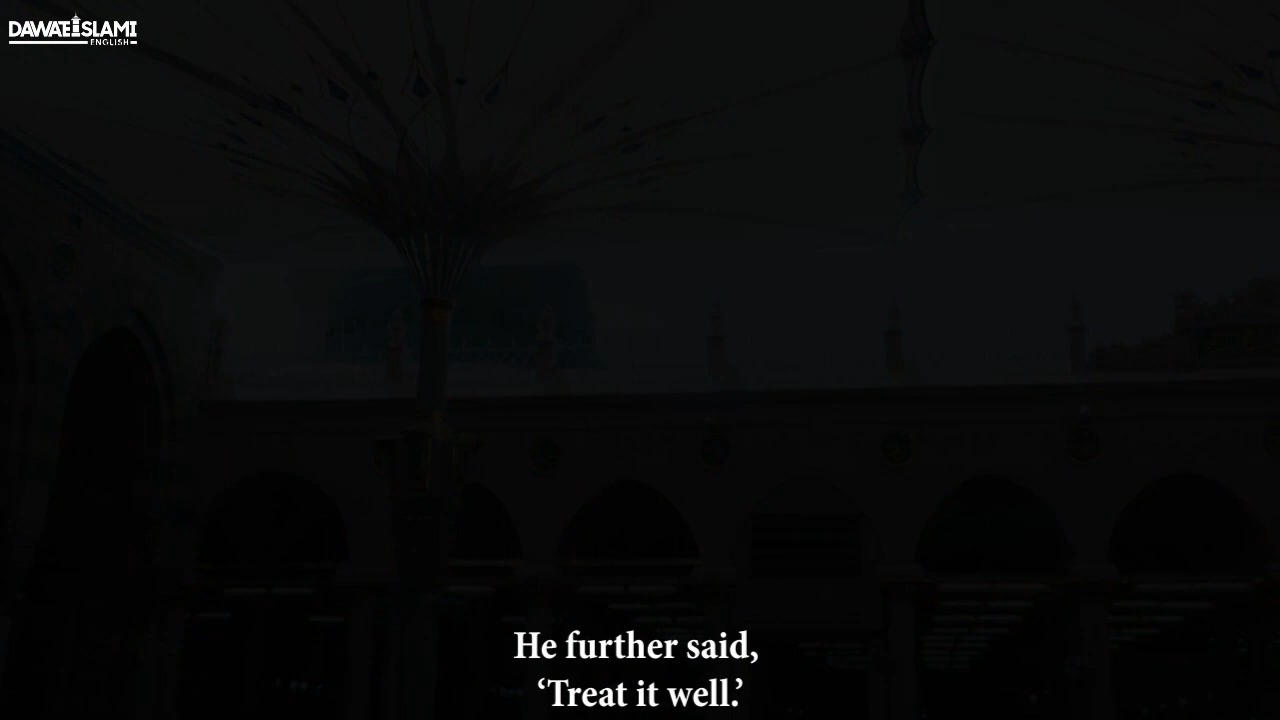 DAWATEISLAMI
ENGLISH
He further said,
‘Treat it well.’